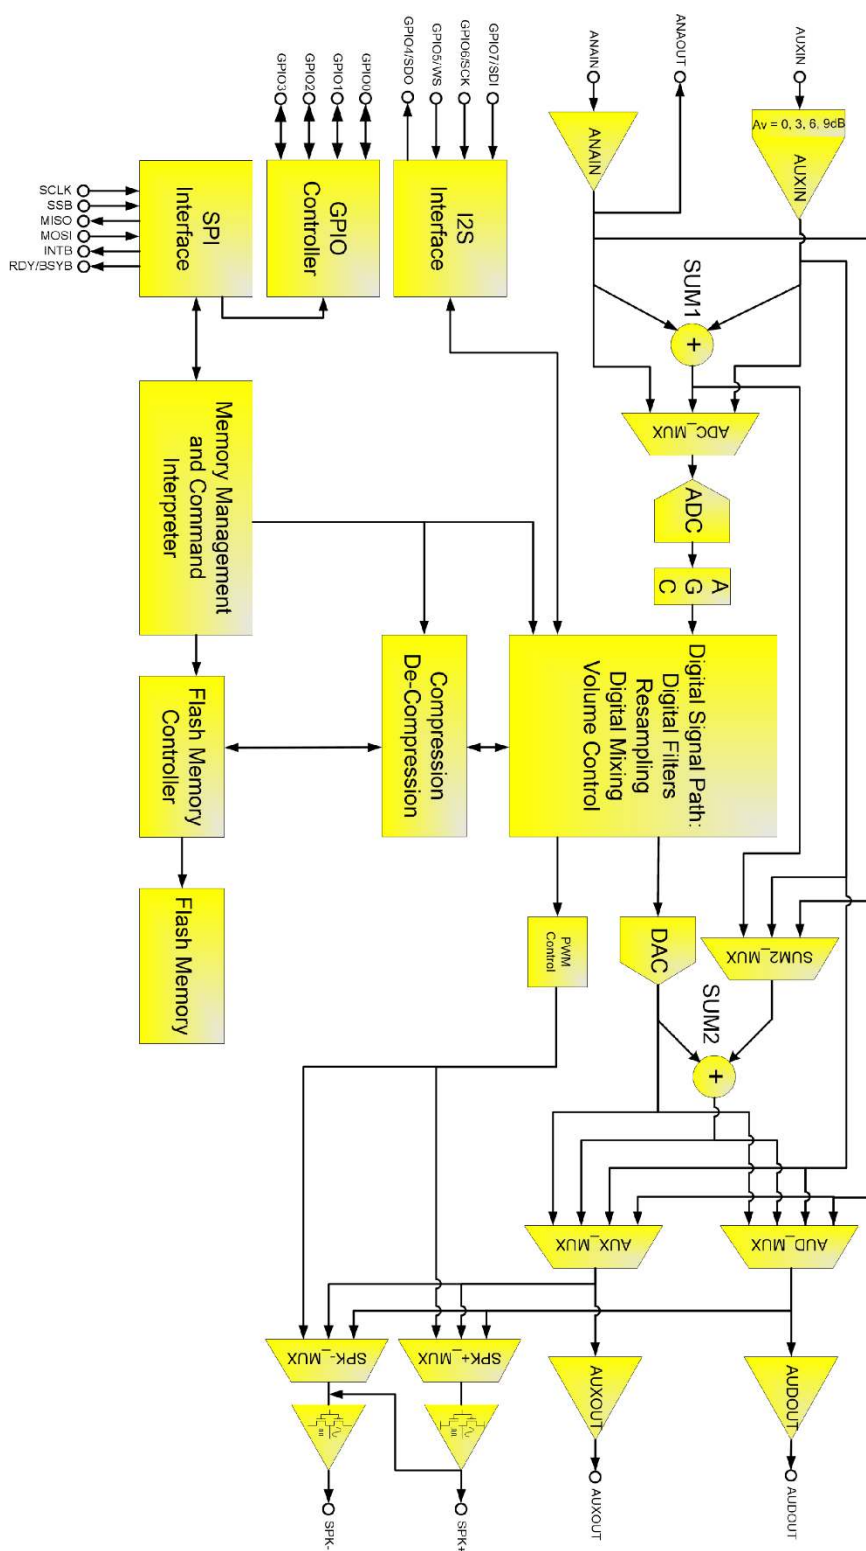 GPIO3
GPIO2
GPIO1
GPIO0
GPIO4/SDO
GPIO5/WS
GPIO6/SCK
GPIO7/SDI
ANAIN
ANAOUT
AUXIN
Av = 0, 3, 6, 9dB
AUXIN
ANAIN
SCLK
SSB
MISO
MOSI
INTB
RDY/BSYB
SPI
Interface
GPIO
Controller
I2S
Interface
SUM1
+
ADC_MUX
ADC
A
G
C
Memory Management
and Command
Interpreter
Compression
De-Compression
Digital Signal Path:
Digital Filters
Resampling
Digital Mixing
Volume Control
Flash Memory
Controller
Flash Memory
PWM
Control
DAC
SUM2_MUX
SUM2
+
AUX_MUX
AUD_MUX
SPK-_MUX
SPK+_MUX
AUXOUT
AUDOUT
SPK-
SPK+
AUXOUT
AUDOUT